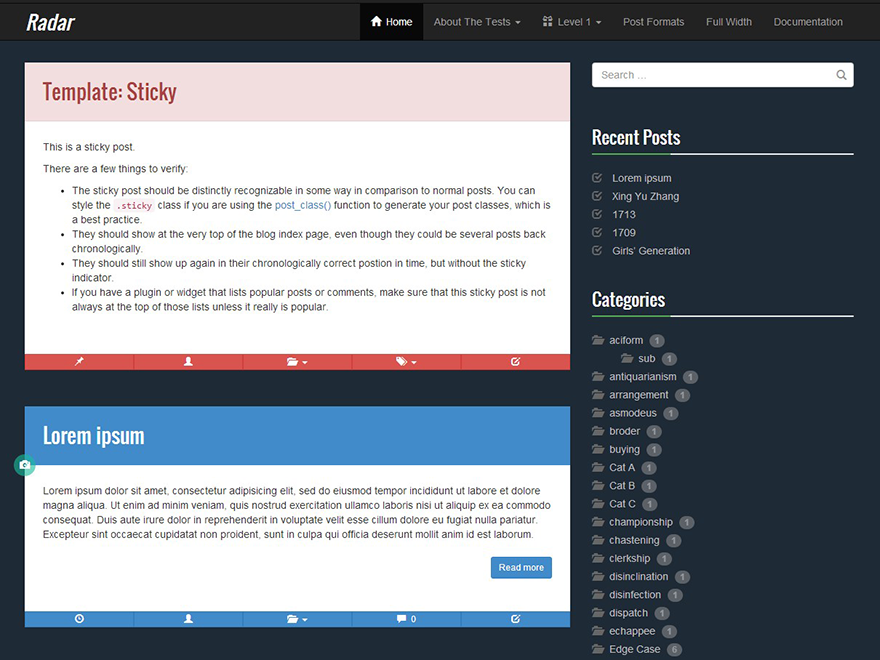 Radar
Home
About The Tests
Level 1
Post Formats
Full Width
Documentation
Template: Sticky
This is a sticky post.
There are a few things to verify:
The sticky post should be distinctly recognizable in some way in comparison to normal posts. You can
style the .sticky class if you are using the post_class() function to generate your post classes, which is
a best practice.
They should show at the very top of the blog index page, even though they could be several posts back
chronologically.
They should still show up again in their chronologically correct postion in time, but without the sticky
indicator.
If you have a plugin or widget that lists popular posts or comments, make sure that this sticky post is not
always at the top of those lists unless it really is popular.
Lorem ipsum
Lorem ipsum dolor sit amet, consectetur adipisicing elit, sed do eiusmod tempor incididunt ut labore et dolore
magna aliqua. Ut enim ad minim veniam, quis nostrud exercitation ullamco laboris nisi ut aliquip ex ea commodo
consequat. Duis aute irure dolor in reprehenderit in voluptate velit esse cillum dolore eu fugiat nulla pariatur.
Excepteur sint occaecat cupidatat non proident, sunt in culpa qui officia deserunt mollit anim id est laborum.
Read more
0
Search ...
Recent Posts
Lorem ipsum
Xing Yu Zhang
1713
1709
Girls' Generation
Categories
aciform 1
sub 1
antiquarianism 1
arrangement 1
asmodeus 1
broder 1
buying 1
Cat A 1
Cat B 1
Cat C 1
championship 1
chastening 1
clerkship 1
disinclination 1
disinfection 1
dispatch 1
echappee 1
Edge Case 6